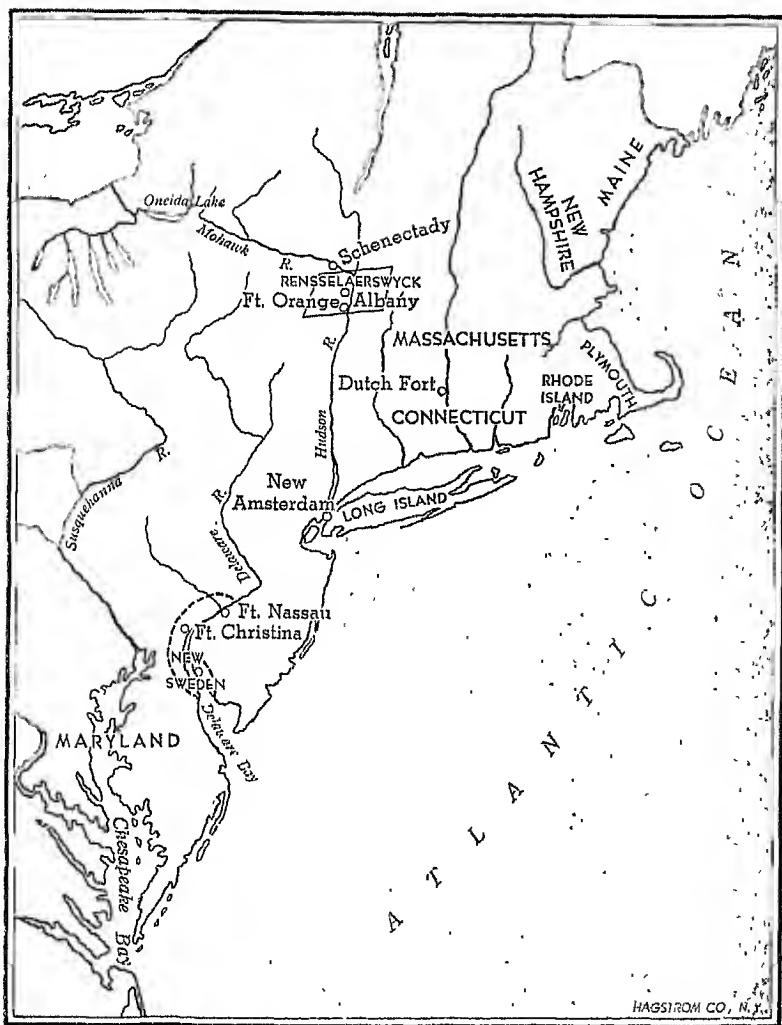 Oneida Lake
Mohawk
R.
Schenectady
RENSSELAERSWYCK
Ft. Orange
Albany
NEW
HAMPSHIRE
MAINE
MASSACHUSETTS
PLYMOUTH
RHODE
ISLAND
Dutch Fort
CONNECTICUT
Hudson
R.
New
Amsterdam
LONG ISLAND
Susquehanna
R.
Delaware
R.
Ft. Nassau
Ft. Christina
NEW
SWEDEN
Delaware Bay
MARYLAND
Chesapeake
Bay
ATLANTIC
OCEAN
HAGSTROM CO, N.Y.